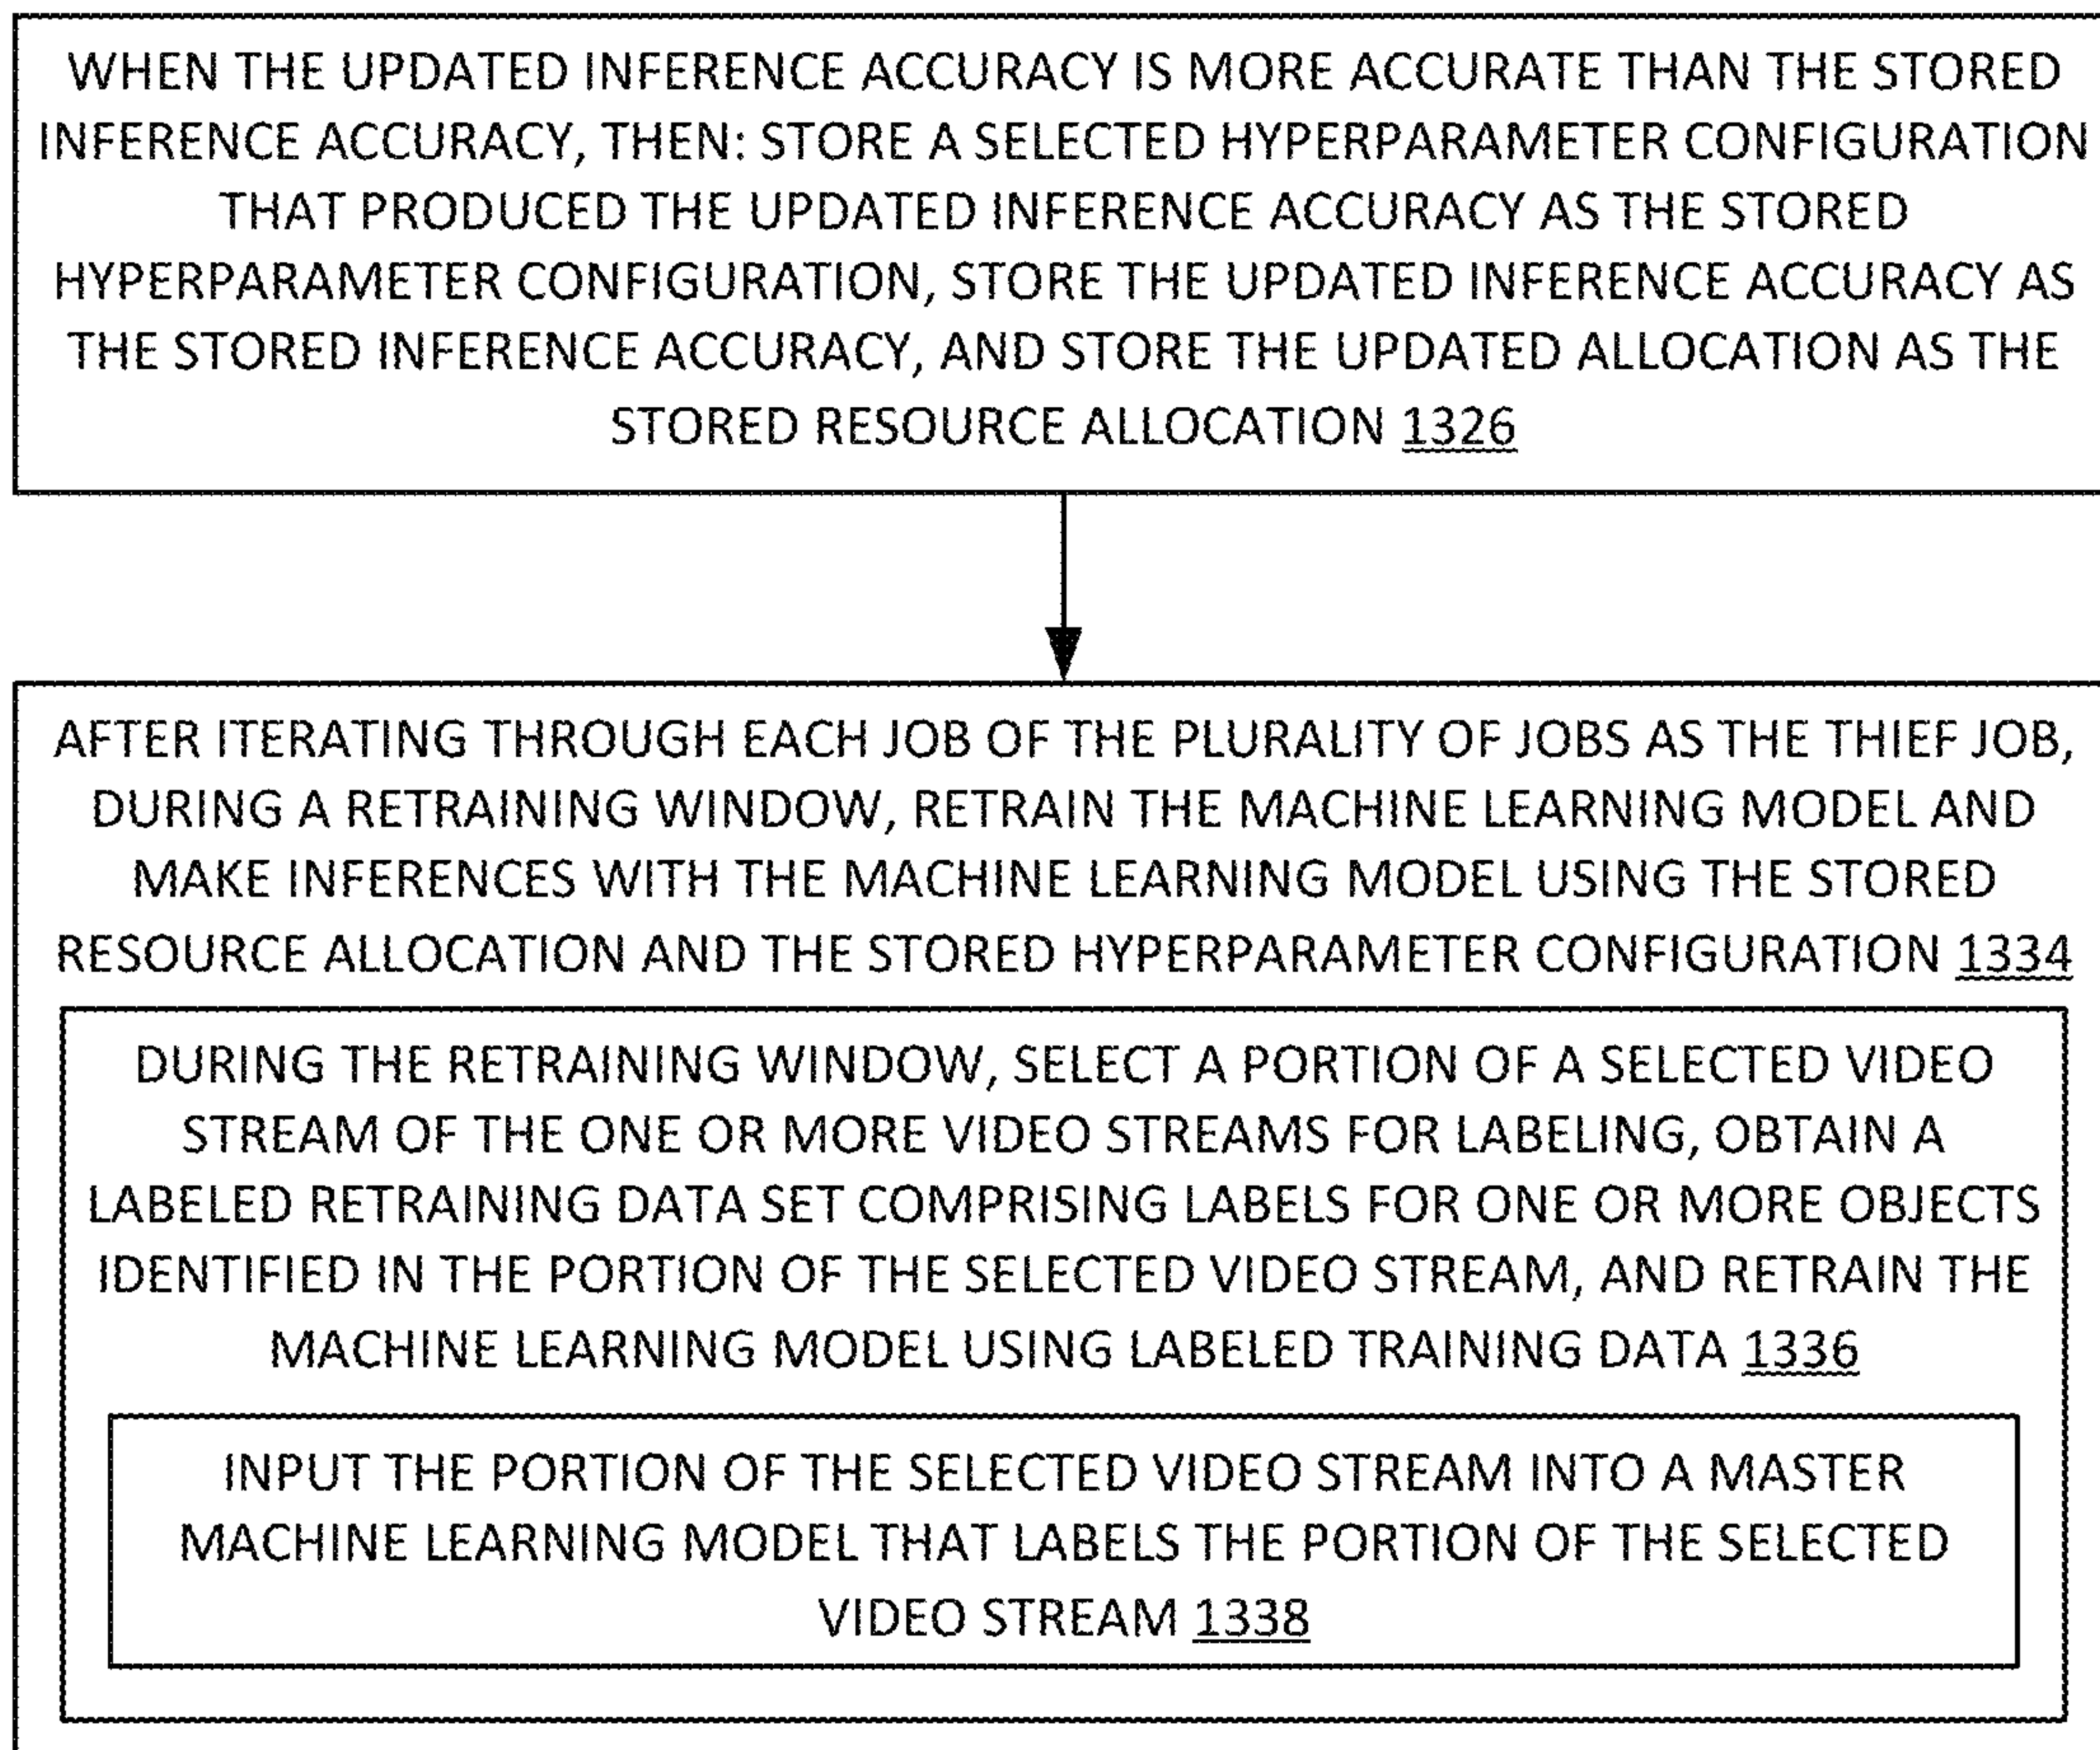 WHEN THE UPDATED INFERENCE ACCURACY IS MORE ACCURATE THAN THE STORED
INFERENCE ACCURACY, THEN: STORE A SELECTED HYPERPARAMETER CONFIGURATION
THAT PRODUCED THE UPDATED INFERENCE ACCURACY AS THE STORED
HYPERPARAMETER CONFIGURATION, STORE THE UPDATED INFERENCE ACCURACY AS
THE STORED INFERENCE ACCURACY, AND STORE THE UPDATED ALLOCATION AS THE
STORED RESOURCE ALLOCATION 1326
AFTER ITERATING THROUGH EACH JOB OF THE PLURALITY OF JOBS AS THE THIEF JOB,
DURING A RETRAINING WINDOW, RETRAIN THE MACHINE LEARNING MODEL AND
MAKE INFERENCES WITH THE MACHINE LEARNING MODEL USING THE STORED
RESOURCE ALLOCATION AND THE STORED HYPERPARAMETER CONFIGURATION 1334
DURING THE RETRAINING WINDOW, SELECT A PORTION OF A SELECTED VIDEO
STREAM OF THE ONE OR MORE VIDEO STREAMS FOR LABELING, OBTAIN A
LABELED RETRAINING DATA SET COMPRISING LABELS FOR ONE OR MORE OBJECTS
IDENTIFIED IN THE PORTION OF THE SELECTED VIDEO STREAM, AND RETRAIN THE
MACHINE LEARNING MODEL USING LABELED TRAINING DATA 1336
INPUT THE PORTION OF THE SELECTED VIDEO STREAM INTO A MASTER
MACHINE LEARNING MODEL THAT LABELS THE PORTION OF THE SELECTED
VIDEO STREAM 1338